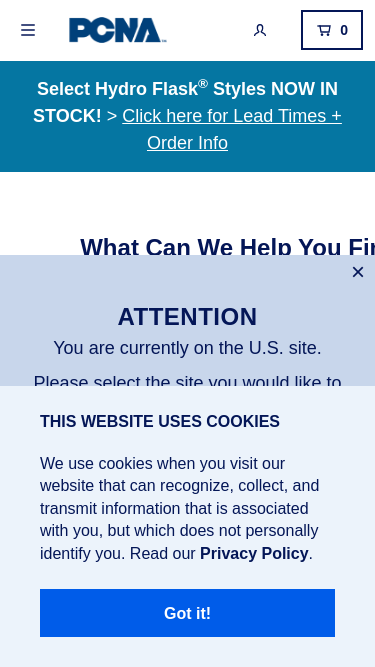 PCNA
0
Select Hydro Flask® Styles NOW IN
STOCK! > Click here for Lead Times +
Order Info
What Can We Help You Fin
×
ATTENTION
You are currently on the U.S. site.
Please select the site you would like to
THIS WEBSITE USES COOKIES
We use cookies when you visit our
website that can recognize, collect, and
transmit information that is associated
with you, but which does not personally
identify you. Read our Privacy Policy.
Got it!